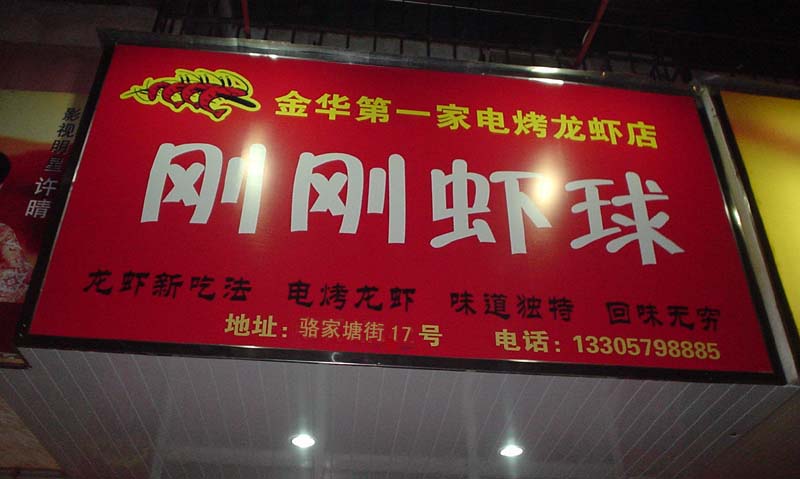 金华第一家电烤龙虾店
刚刚虾球
龙虾新吃法 电烤龙虾 味道独特 回味无穷
地址：骆家塘街17号 电话：13305798885
影视明星 许晴